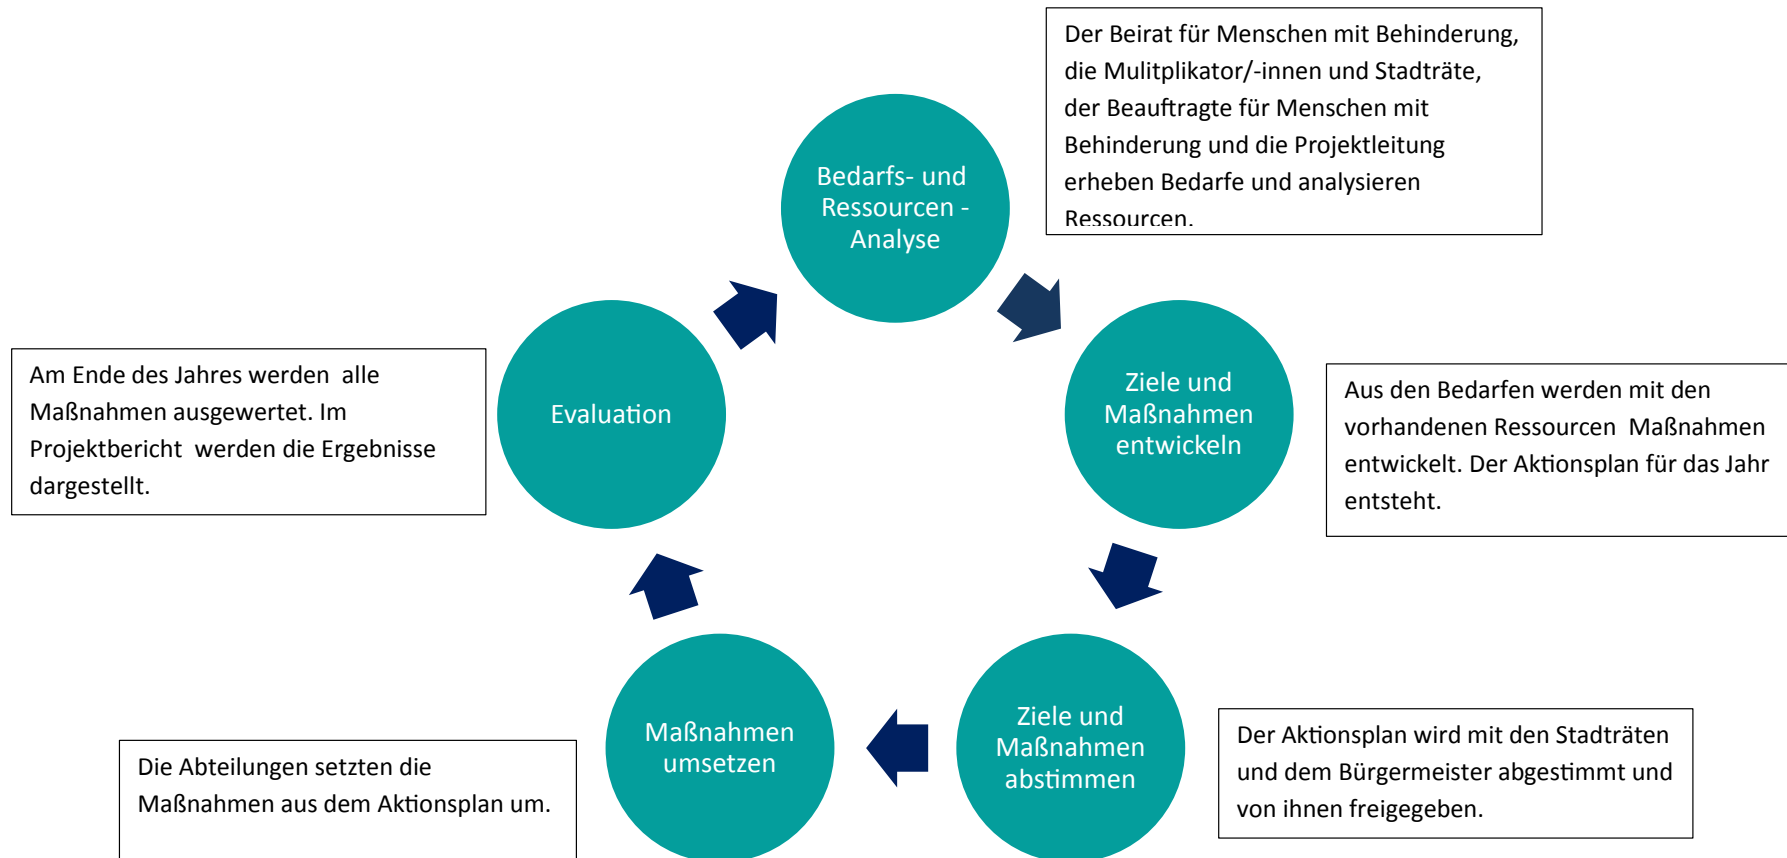 Der Beirat für Menschen mit Behinderung,
die Mulitplikator/-innen und Stadträte,
der Beauftragte für Menschen mit
Behinderung und die Projektleitung
erheben Bedarfe und analysieren
Ressourcen.
Bedarfs- und
Ressourcen -
Analyse
Ziele und
Maßnahmen
entwickeln
Aus den Bedarfen werden mit den
vorhandenen Ressourcen  Maßnahmen
entwickelt. Der Aktionsplan für das Jahr
entsteht.
Ziele und
Maßnahmen
abstimmen
Der Aktionsplan wird mit den Stadträten
und dem Bürgermeister abgestimmt und
von ihnen freigegeben.
Maßnahmen
umsetzen
Die Abteilungen setzten die
Maßnahmen aus dem Aktionsplan um.
Evaluation
Am Ende des Jahres werden  alle
Maßnahmen ausgewertet. Im
Projektbericht  werden die Ergebnisse
dargestellt.